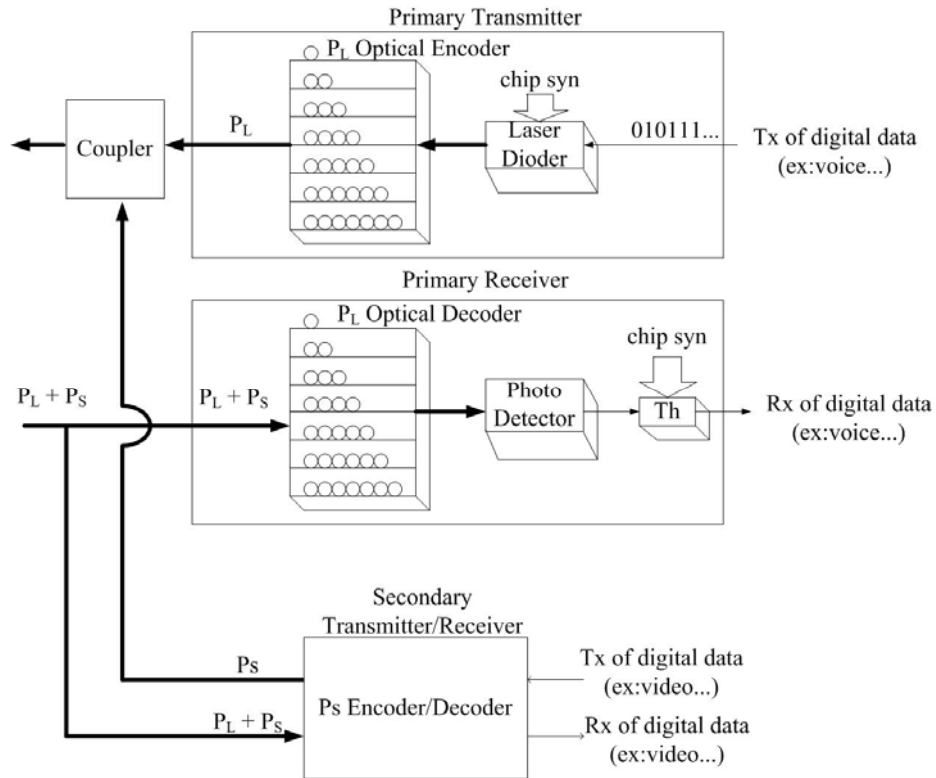 Primary Transmitter
P_L Optical Encoder
chip syn
P_L
Coupler
Laser
Dioder
010111...
Tx of digital data
(ex:voice...)
Primary Receiver
P_L Optical Decoder
chip syn
P_L + P_S
P_L + P_S
Photo
Detector
Th
Rx of digital data
(ex:voice...)
Secondary
Transmitter/Receiver
Ps
Ps Encoder/Decoder
Tx of digital data
(ex:video...)
P_L + P_S
Rx of digital data
(ex:video...)